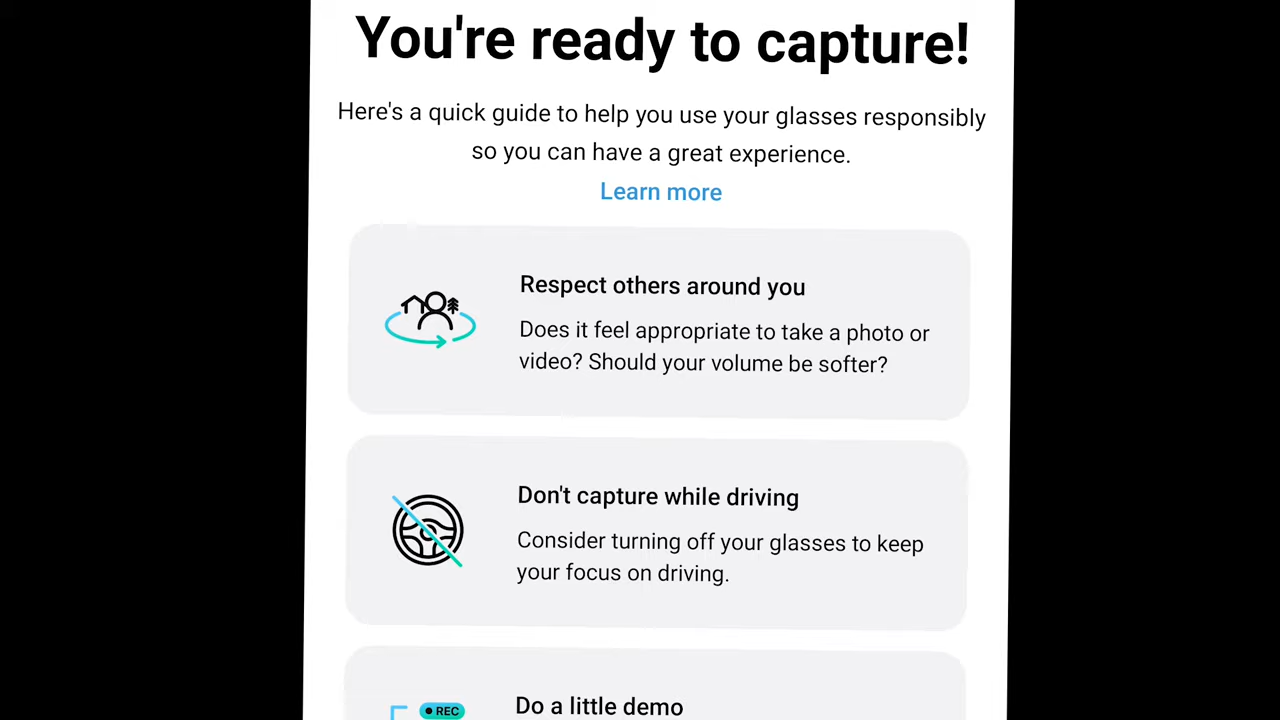 You're ready to capture!
Here's a quick guide to help you use your glasses responsibly
so you can have a great experience.
Learn more
Respect others around you
Does it feel appropriate to take a photo or
video? Should your volume be softer?
Don't capture while driving
Consider turning off your glasses to keep
your focus on driving.
Do a little demo
REC